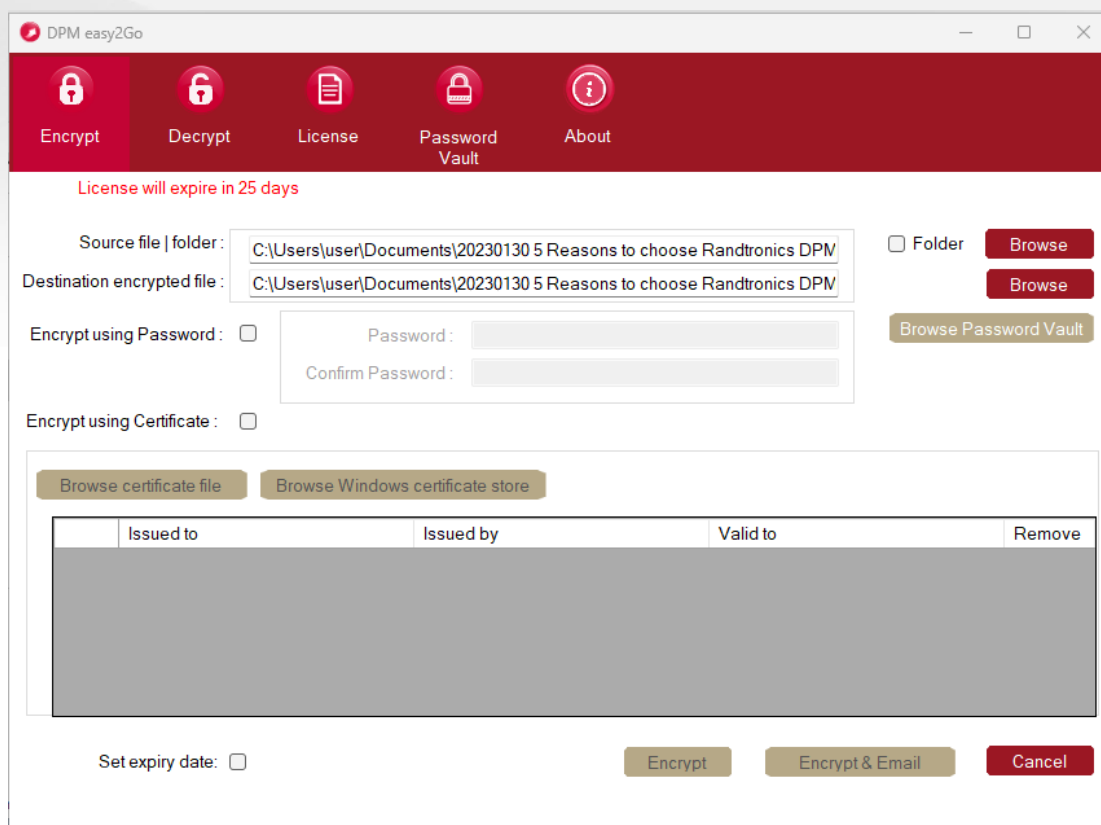 DPM easy2Go
Encrypt
Decrypt
License
Password
Vault
About
License will expire in 25 days
Source file | folder :
C:\Users\user\Documents\20230130 5 Reasons to choose Randtronics DPM
Folder
Browse
Destination encrypted file :
C:\Users\user\Documents\20230130 5 Reasons to choose Randtronics DPM
Browse
Encrypt using Password :
Password :
Browse Password Vault
Confirm Password :
Encrypt using Certificate :
Browse certificate file
Browse Windows certificate store
Issued to
Issued by
Valid to
Remove
Set expiry date:
Encrypt
Encrypt & Email
Cancel